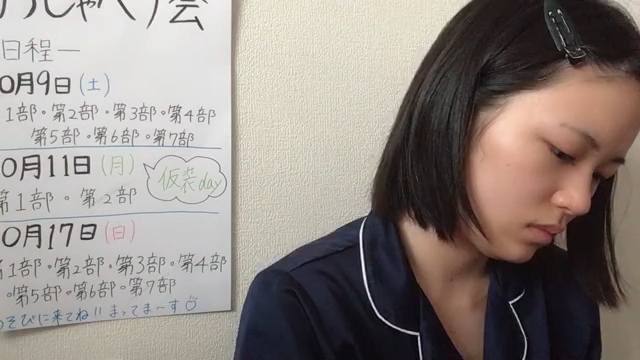 おしゃべり会
日程ー
0月9日(土)
1部・第2部・第3部・第4部
第5部・第6部・第7部
0月11日(月)
仮装day
第1部・第2部
0月17日(日)
第1部・第2部・第3部・第4部
・第5部・第6部・第7部
あそびに来てね!!まってま〜す